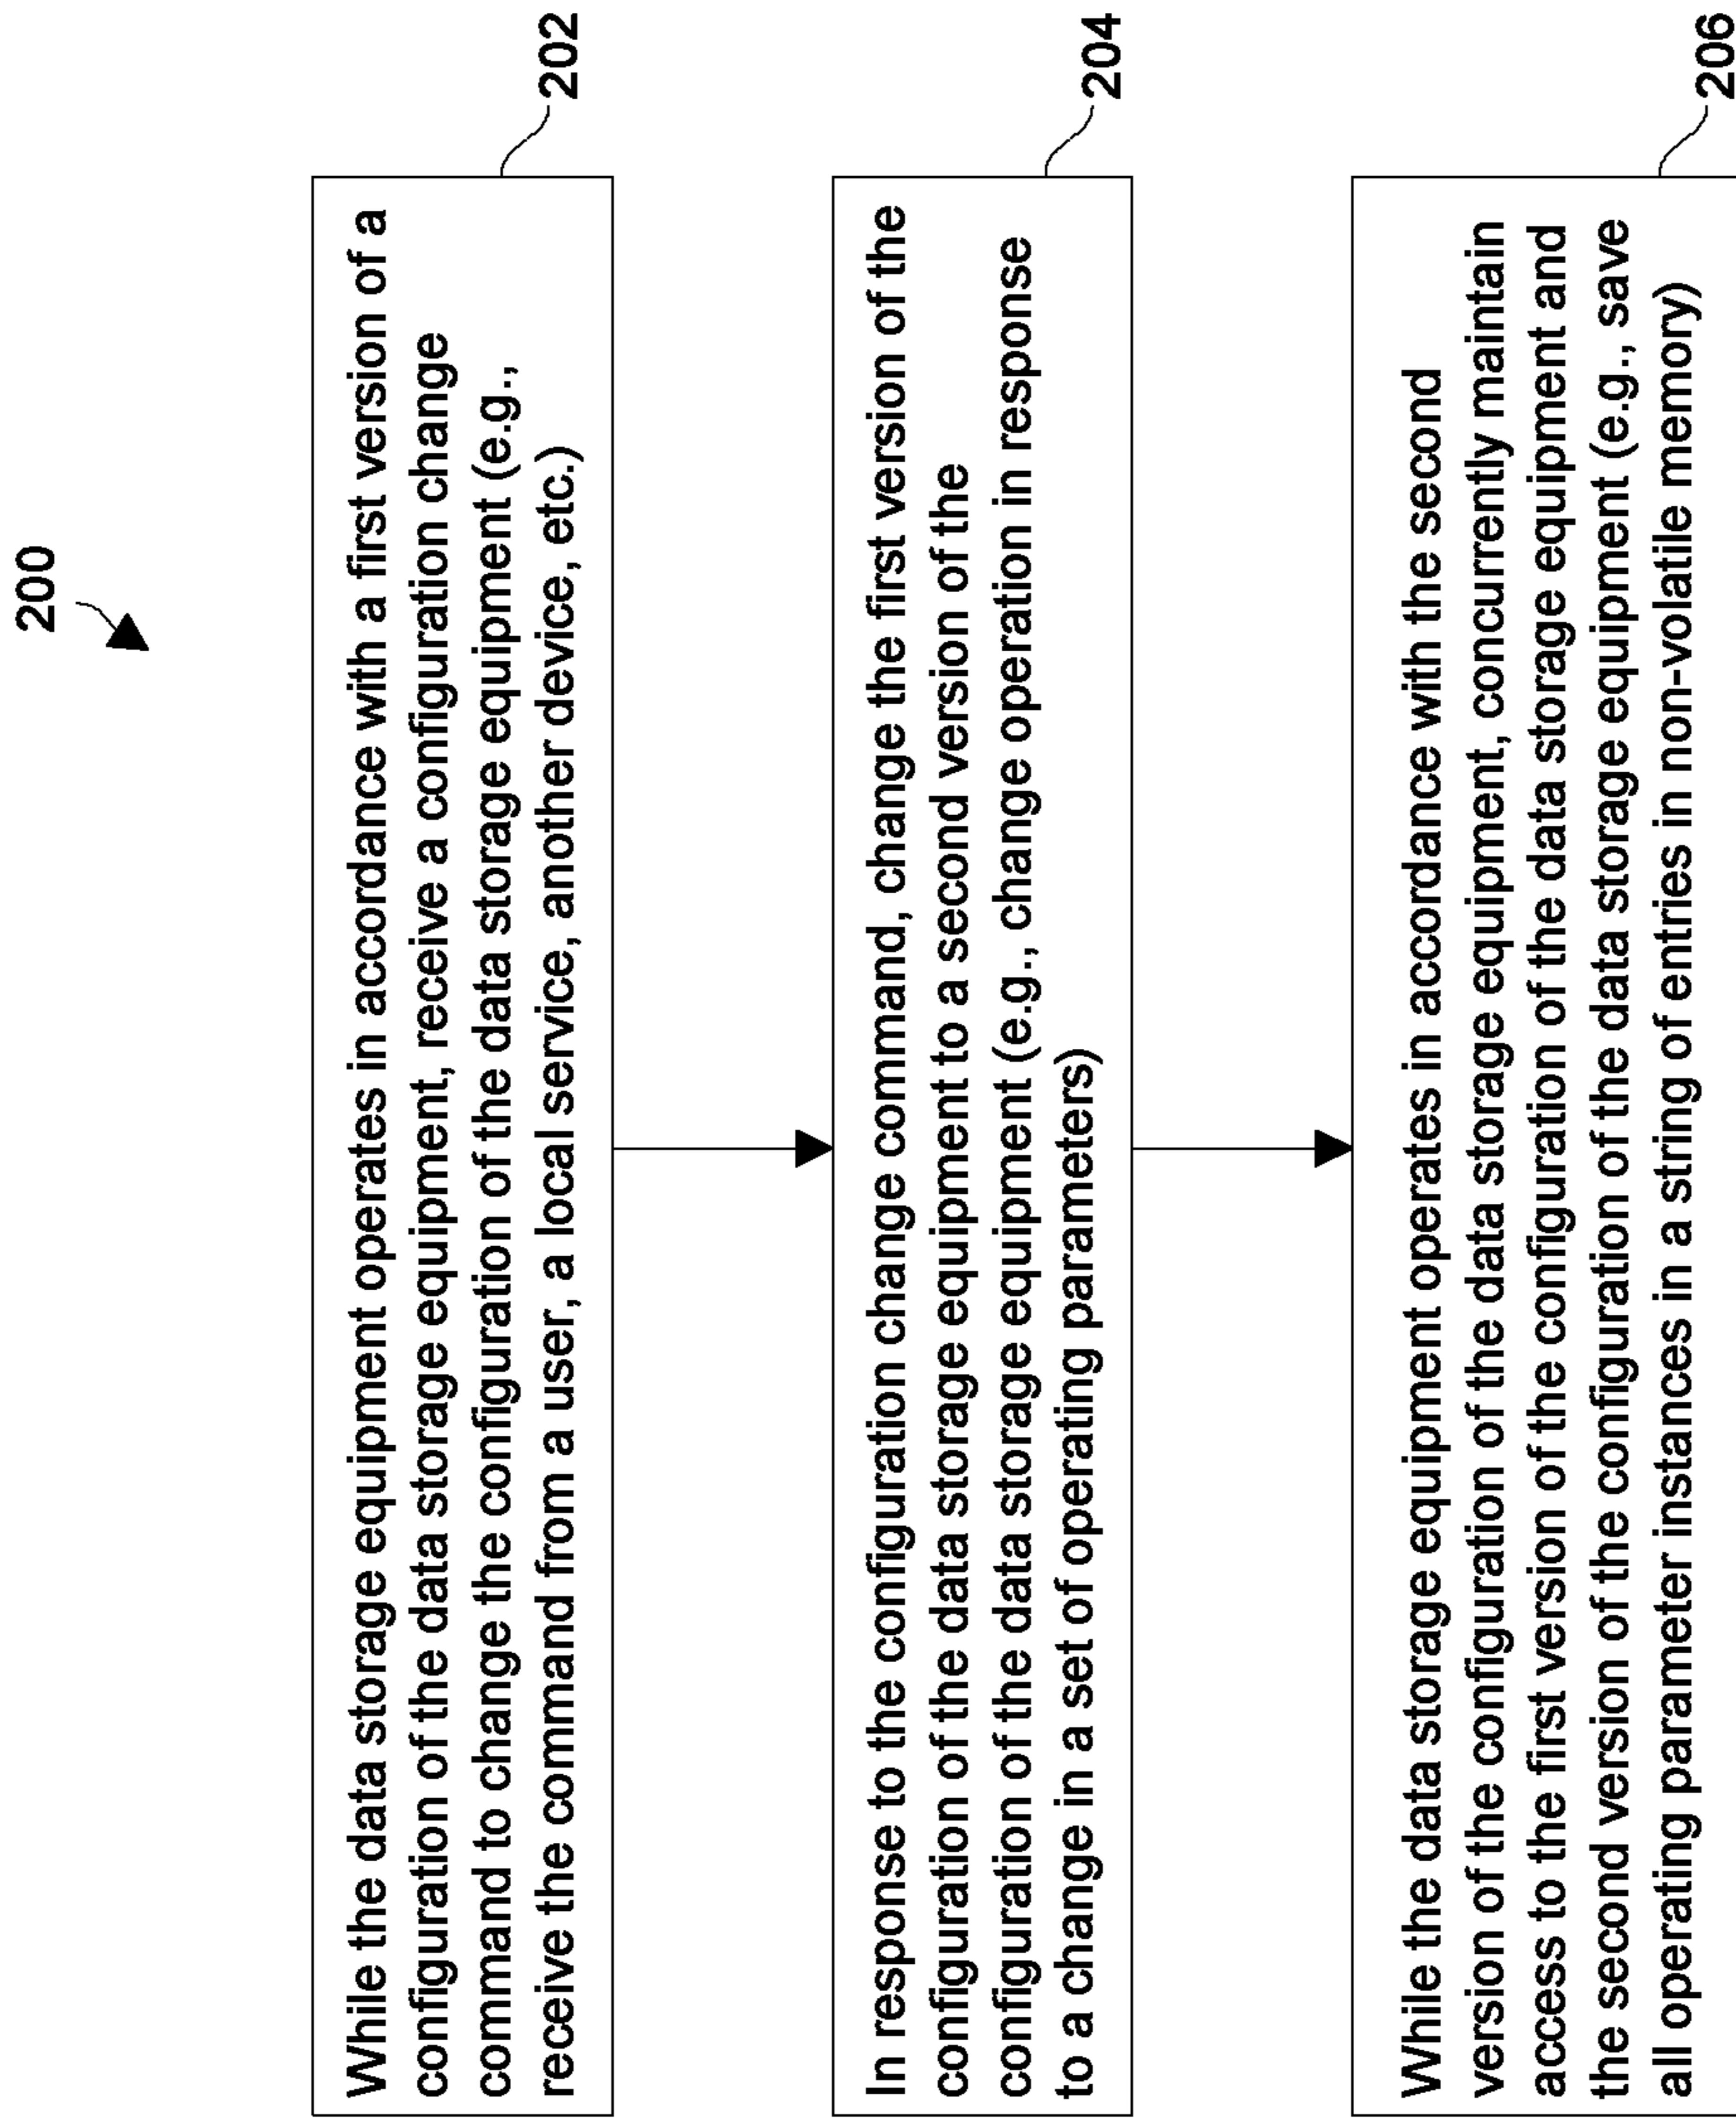 200
While the data storage equipment operates in accordance with a first version of a
configuration of the data storage equipment, receive a configuration change
command to change the configuration of the data storage equipment (e.g.,
receive the command from a user, a local service, another device, etc.)
202
In response to the configuration change command, change the first version of the
configuration of the data storage equipment to a second version of the
configuration of the data storage equipment (e.g., change operation in response
to a change in a set of operating parameters)
204
While the data storage equipment operates in accordance with the second
version of the configuration of the data storage equipment, concurrently maintain
access to the first version of the configuration of the data storage equipment and
the second version of the configuration of the data storage equipment (e.g., save
all operating parameter instances in a string of entries in non-volatile memory)
206